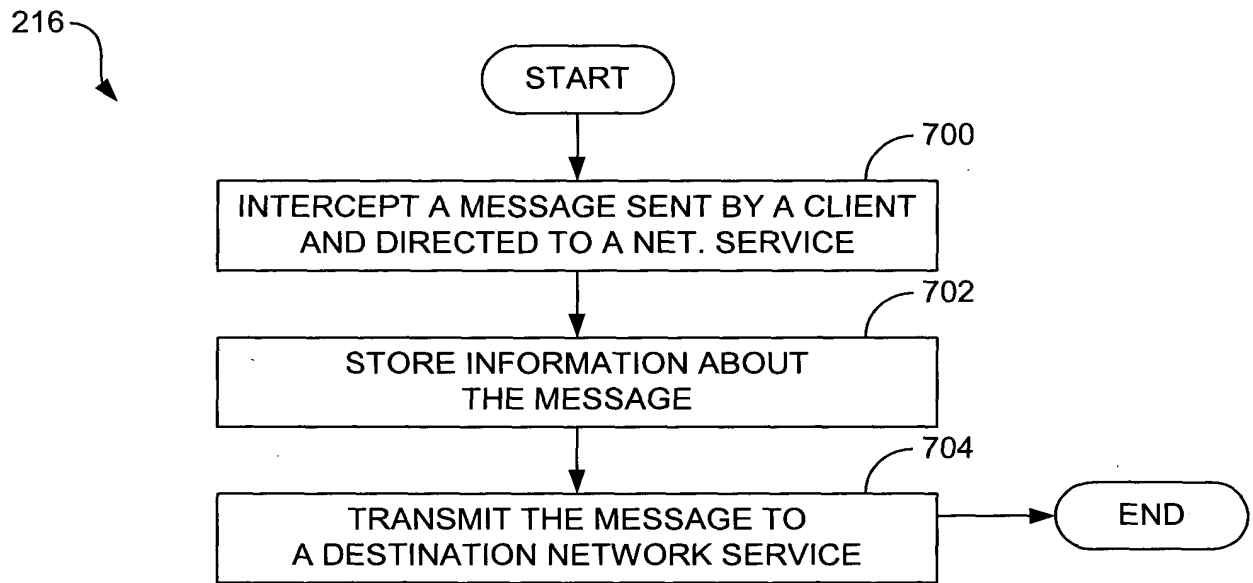 216
START
700
INTERCEPT A MESSAGE SENT BY A CLIENT
AND DIRECTED TO A NET. SERVICE
702
STORE INFORMATION ABOUT
THE MESSAGE
704
TRANSMIT THE MESSAGE TO
A DESTINATION NETWORK SERVICE
END